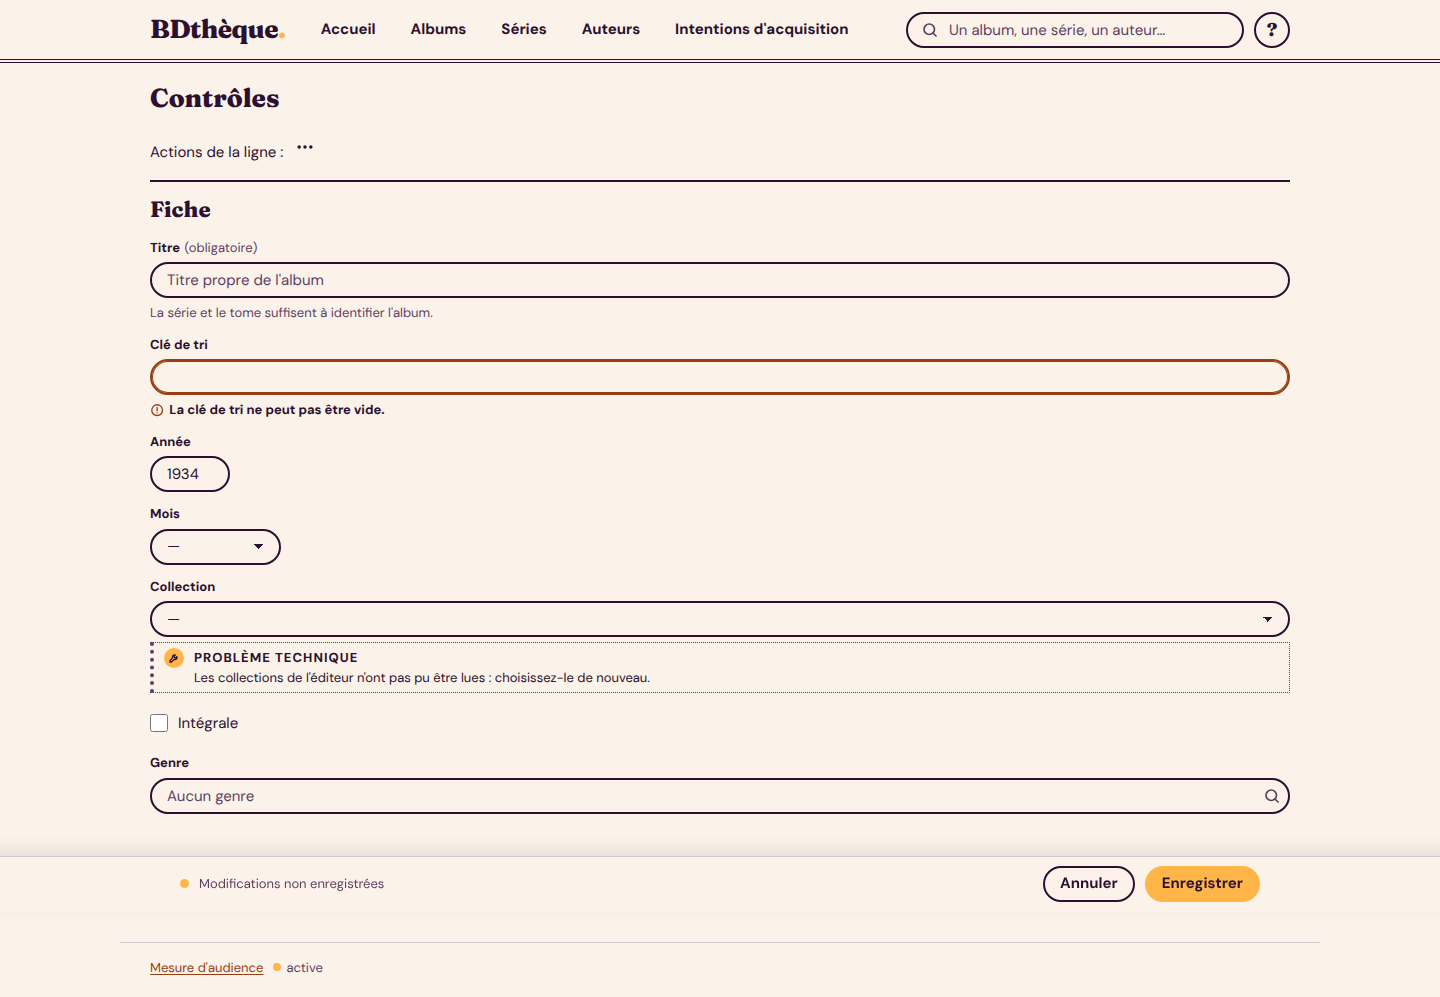 BDthèque.
Accueil
Albums
Séries
Auteurs
Intentions d'acquisition
Un album, une série, un auteur...
?
Contrôles
Actions de la ligne : •••
Fiche
Titre (obligatoire)
Titre propre de l'album
La série et le tome suffisent à identifier l'album.
Clé de tri
La clé de tri ne peut pas être vide.
Année
1934
Mois
—
Collection
—
PROBLÈME TECHNIQUE
Les collections de l'éditeur n'ont pas pu être lues : choisissez-le de nouveau.
Intégrale
Genre
Aucun genre
Modifications non enregistrées
Annuler
Enregistrer
Mesure d'audience
active